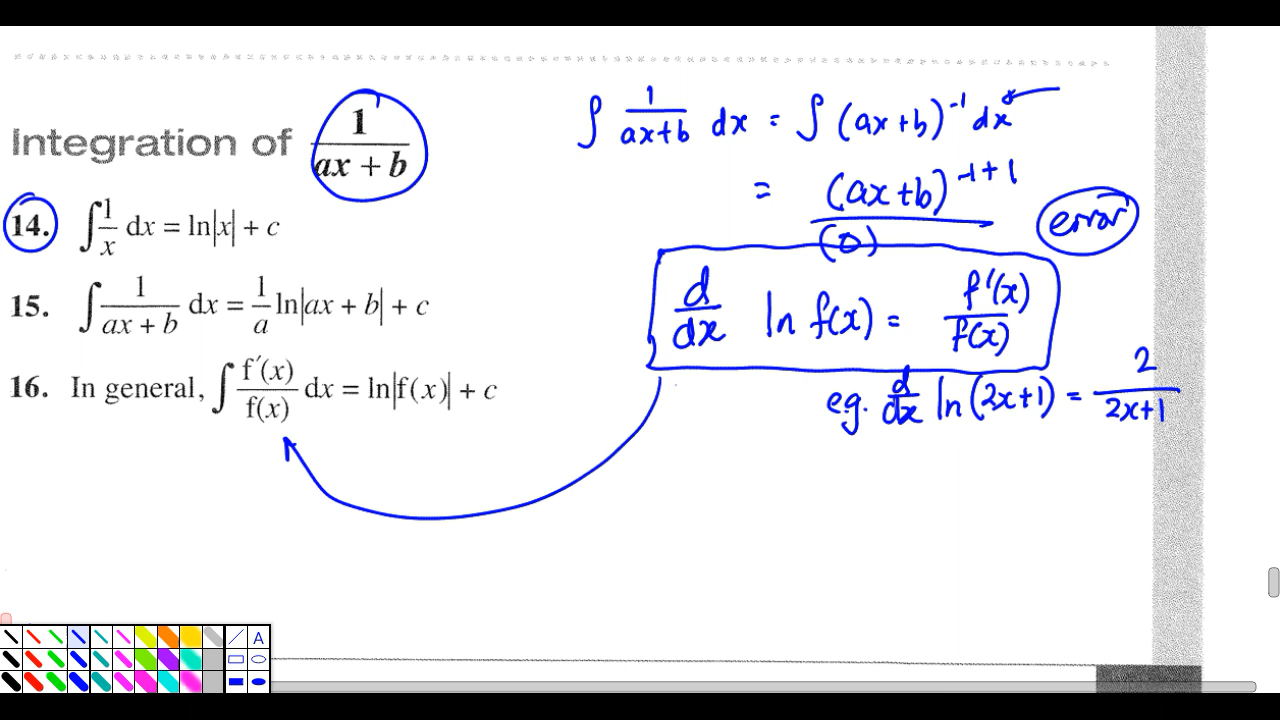 Integration of 1/(ax + b)
14. ∫ 1/x dx = ln|x| + c
15. ∫ 1/(ax + b) dx = 1/a ln|ax + b| + c
16. In general, ∫ f′(x)/f(x) dx = ln|f(x)| + c
∫ 1/(ax+b) dx = ∫ (ax+b)⁻¹ dx
= (ax+b)⁻¹⁺¹/(0)
error
d/dx ln f(x) = f'(x)/f(x)
eg. d/dx ln(2x+1) = 2/(2x+1)
A